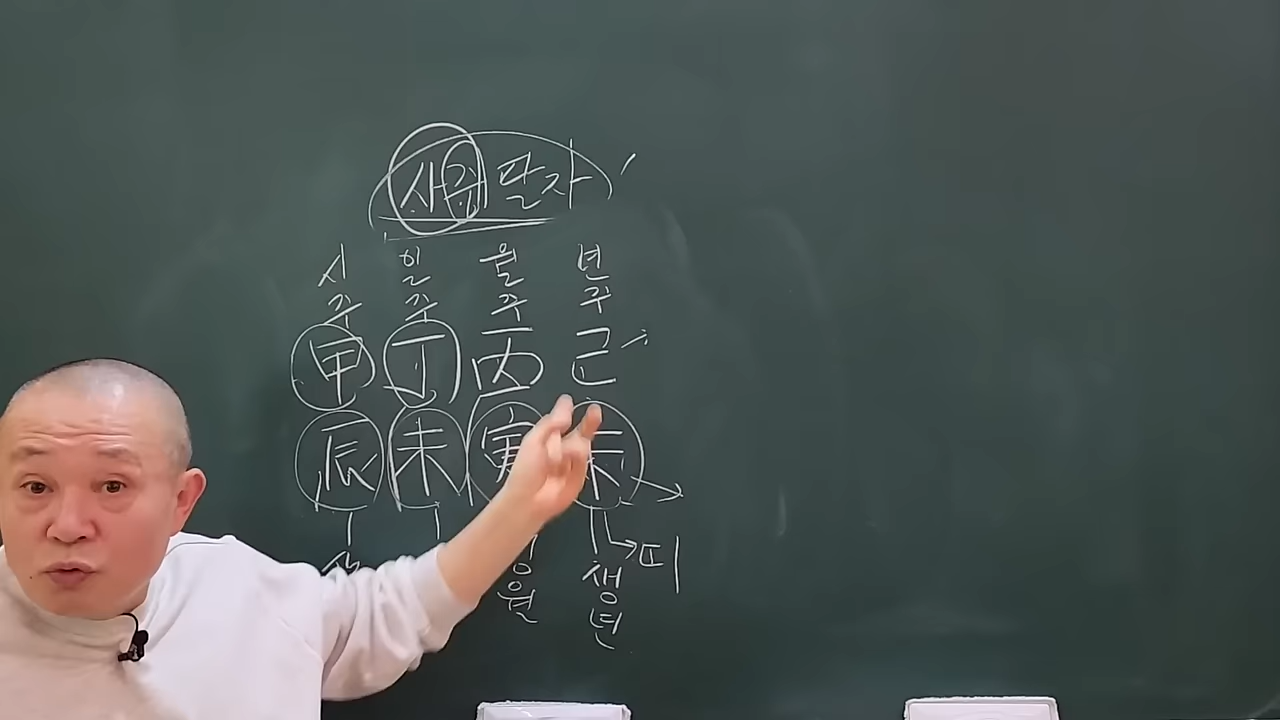 사주팔자
시주 일주 월주 년주
甲 丁 丙 己
辰 未 寅 未
띠
생년